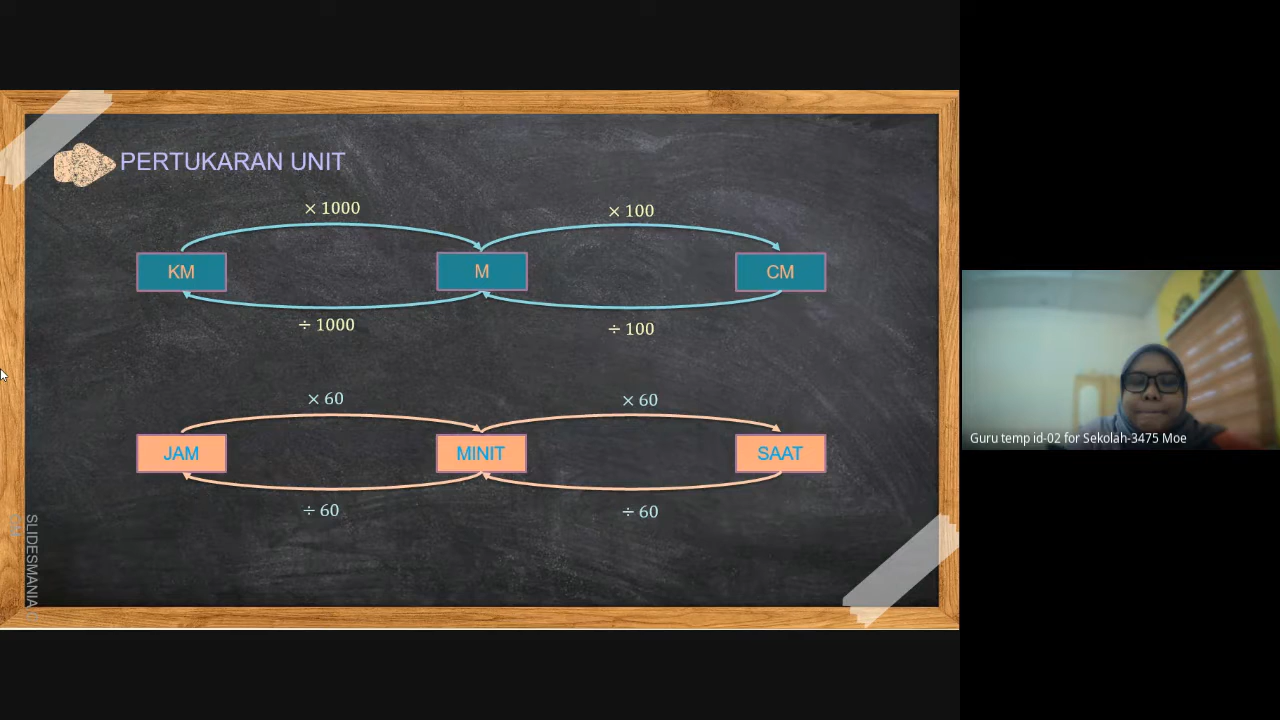 PERTUKARAN UNIT
× 1000
× 100
KM
M
CM
÷ 1000
÷ 100
× 60
× 60
JAM
MINIT
SAAT
÷ 60
÷ 60
SLIDESMANIA
Guru temp id-02 for Sekolah-3475 Moe